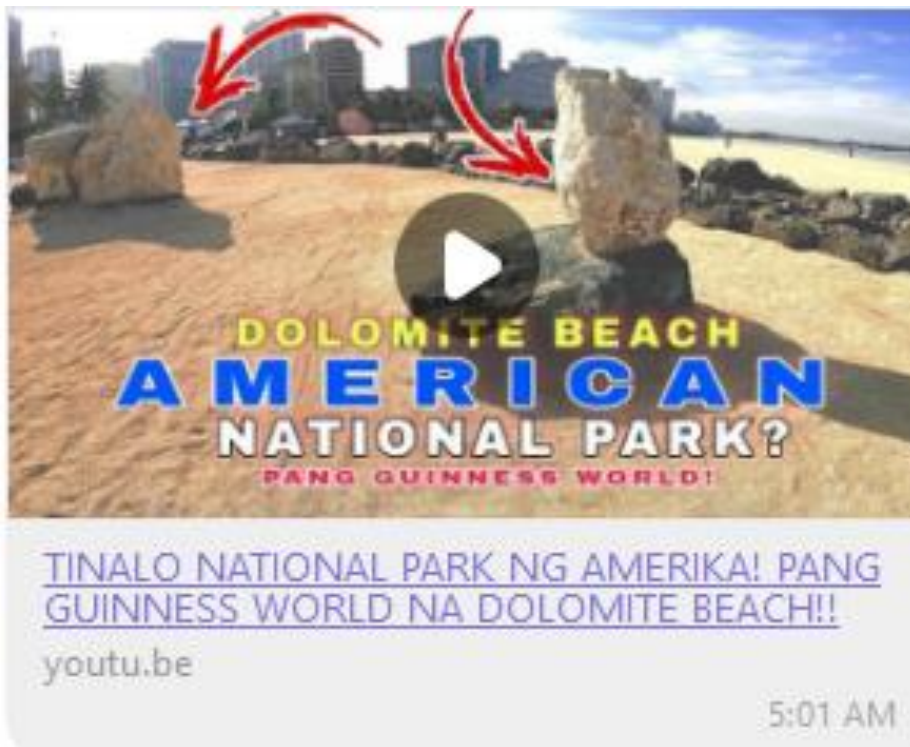 DOLOMITE BEACH
AMERICAN
NATIONAL PARK?
PANG GUINNESS WORLD!
TINALO NATIONAL PARK NG AMERIKA! PANG
GUINNESS WORLD NA DOLOMITE BEACH!!
youtu.be
5:01 AM